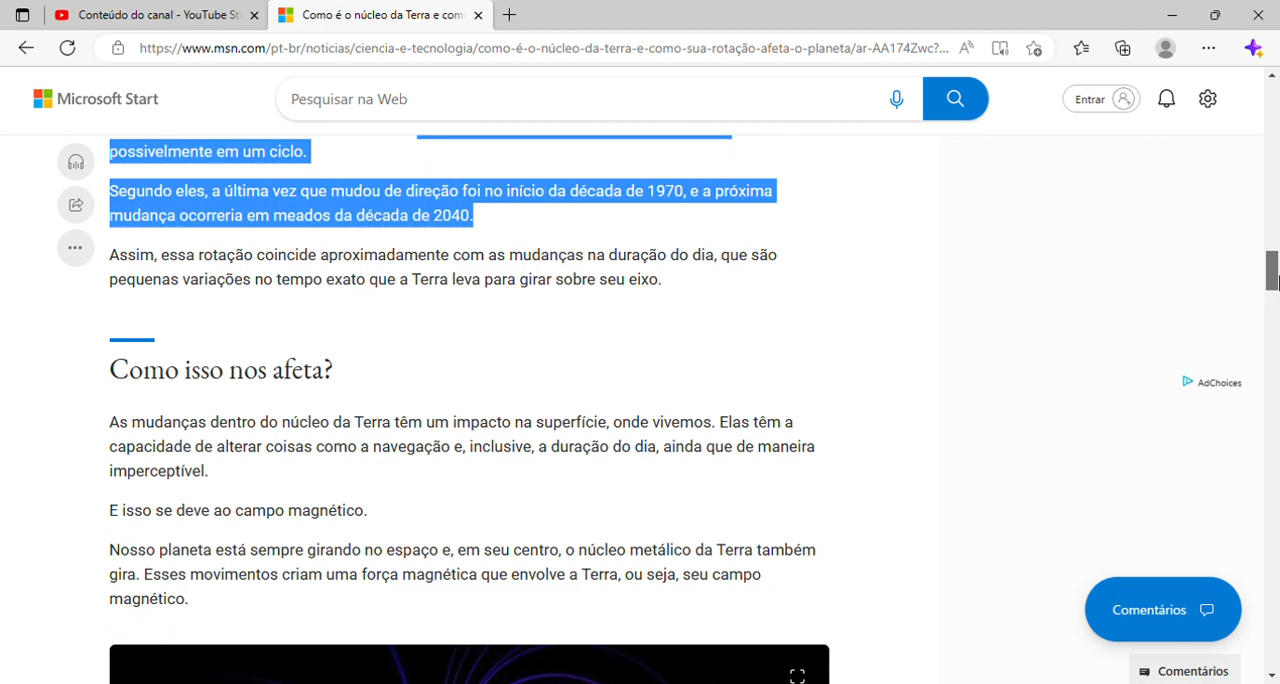 Conteúdo do canal - YouTube St
Como é o núcleo da Terra e com
https://www.msn.com/pt-br/noticias/ciencia-e-tecnologia/como-é-o-núcleo-da-terra-e-como-sua-rotação-afeta-o-planeta/ar-AA174Zwc?...
Microsoft Start
Pesquisar na Web
Entrar
possivelmente em um ciclo.
Segundo eles, a última vez que mudou de direção foi no início da década de 1970, e a próxima
mudança ocorreria em meados da década de 2040.
Assim, essa rotação coincide aproximadamente com as mudanças na duração do dia, que são
pequenas variações no tempo exato que a Terra leva para girar sobre seu eixo.
Como isso nos afeta?
AdChoices
As mudanças dentro do núcleo da Terra têm um impacto na superfície, onde vivemos. Elas têm a
capacidade de alterar coisas como a navegação e, inclusive, a duração do dia, ainda que de maneira
imperceptível.
E isso se deve ao campo magnético.
Nosso planeta está sempre girando no espaço e, em seu centro, o núcleo metálico da Terra também
gira. Esses movimentos criam uma força magnética que envolve a Terra, ou seja, seu campo
magnético.
Comentários
Comentários